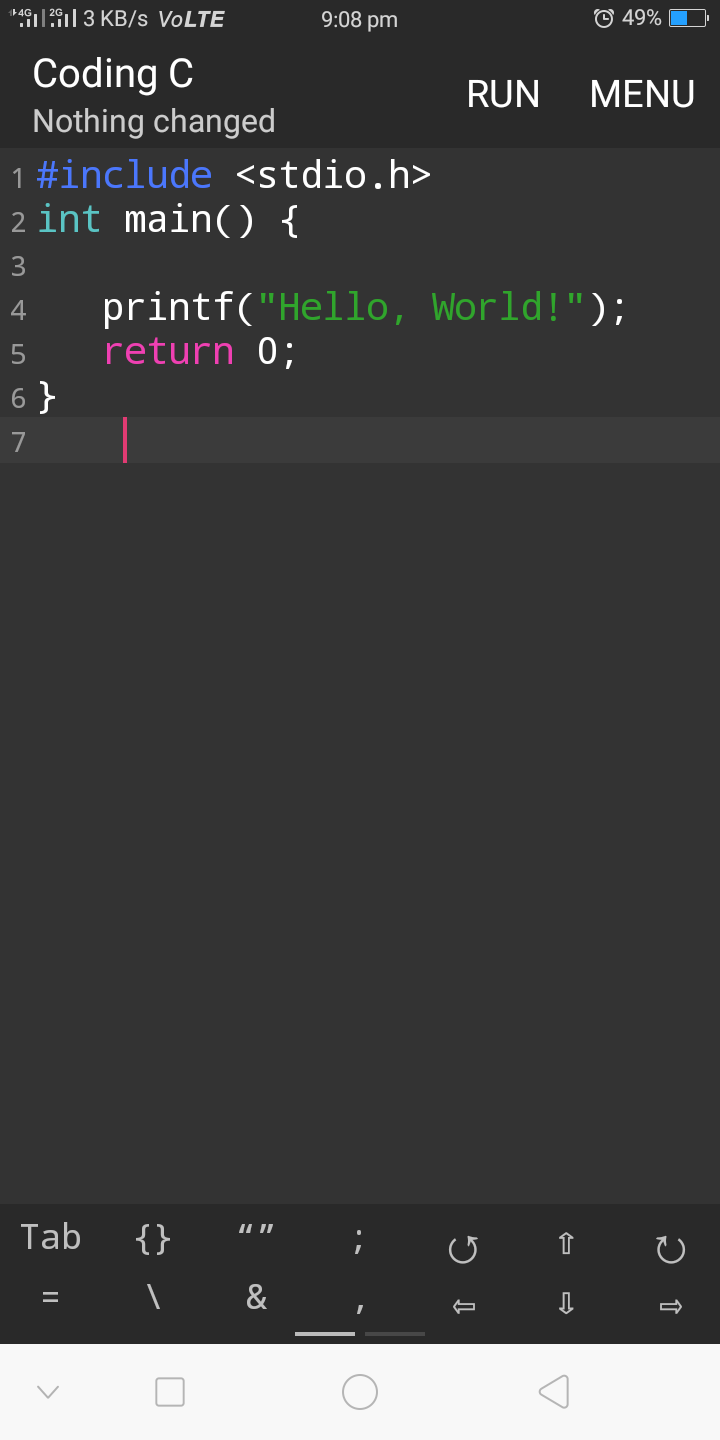 4G 2G 3 KB/s VoLTE 9:08 pm 49%
Coding C
Nothing changed
RUN MENU
1 #include <stdio.h>
2 int main() {
3
4 printf("Hello, World!");
5 return 0;
6 }
7
Tab {} “” ; ↺ ⇧ ↻
= \ & , ⇦ ⇩ ⇨